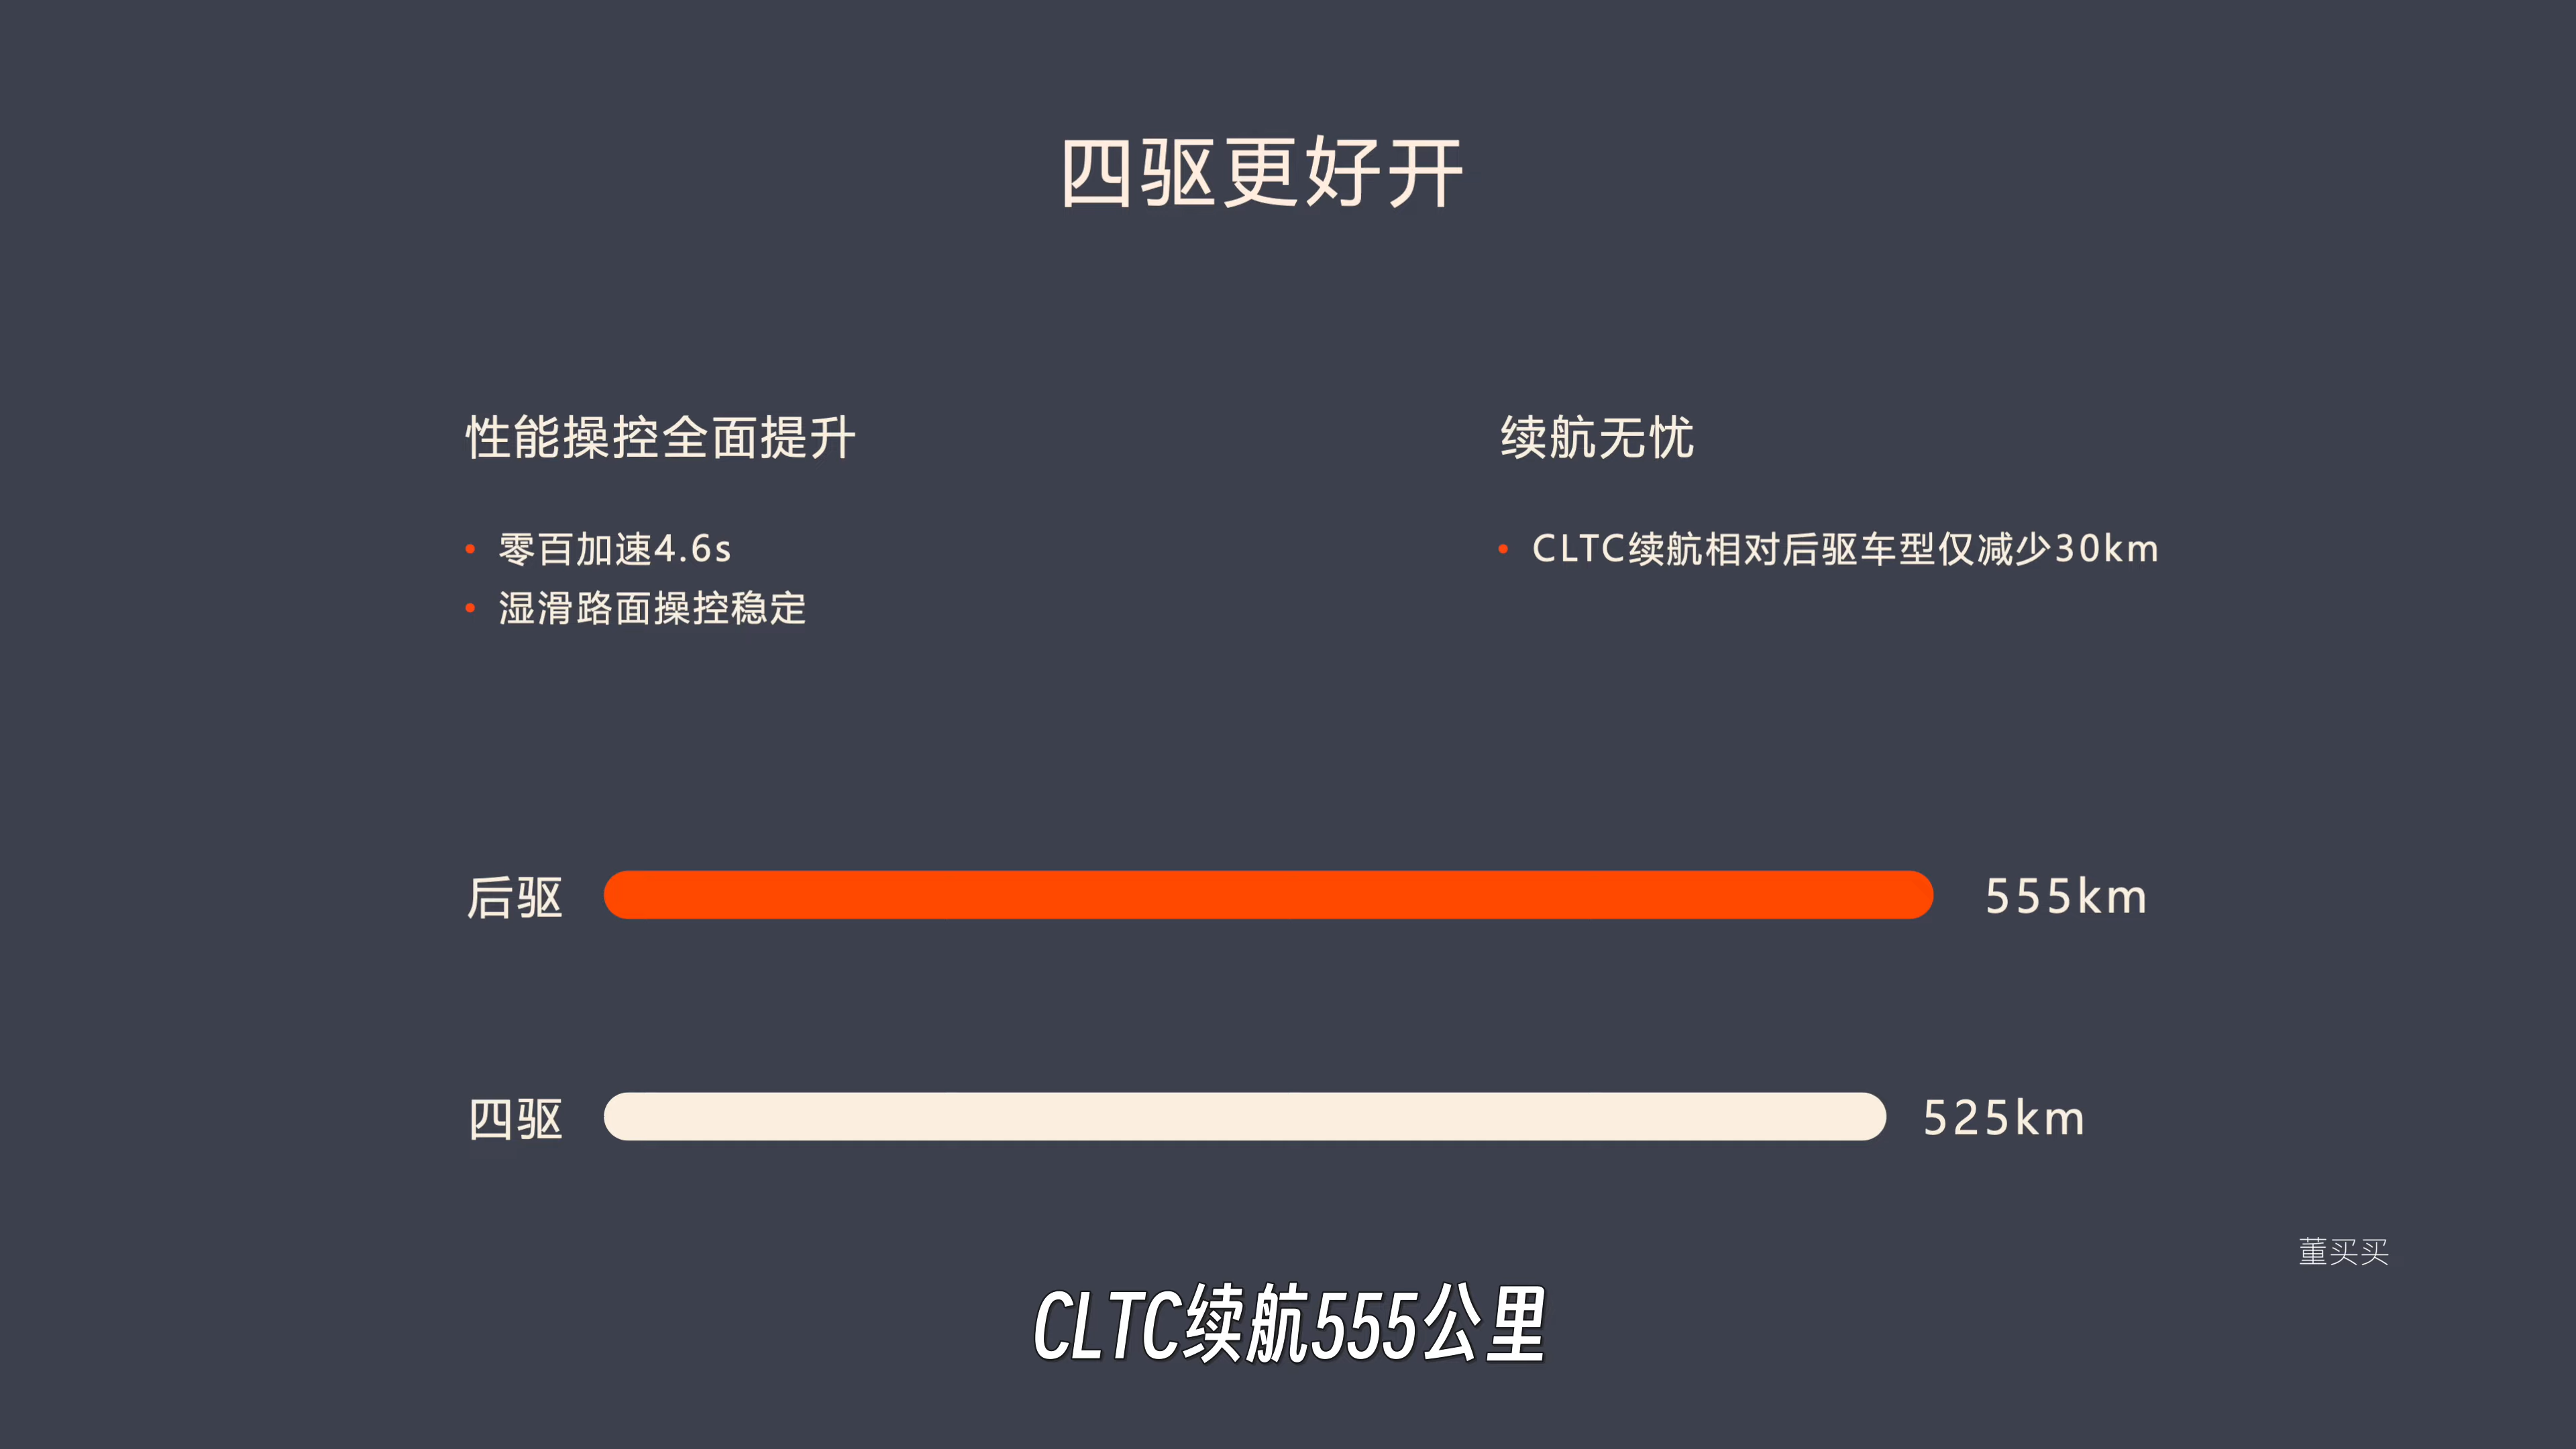 四驱更好开
性能操控全面提升
• 零百加速4.6s
• 湿滑路面操控稳定
续航无忧
• CLTC续航相对后驱车型仅减少30km
后驱 555km
四驱 525km
董买买
CLTC续航555公里